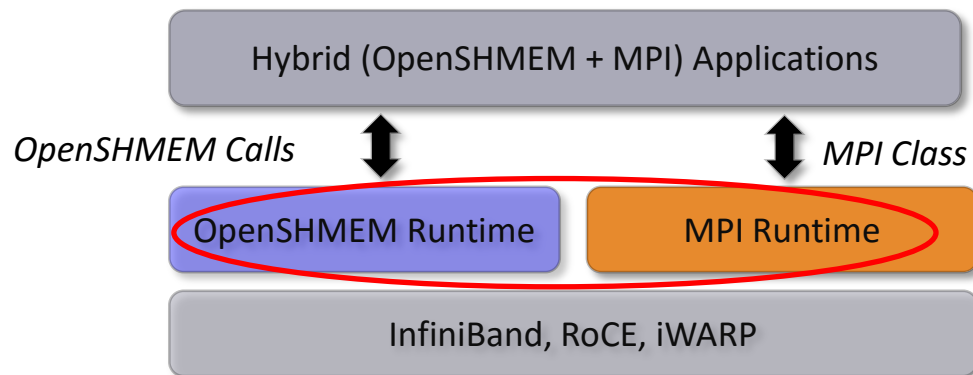 Hybrid (OpenSHMEM + MPI) Applications
OpenSHMEM Calls
MPI Class
OpenSHMEM Runtime
MPI Runtime
InfiniBand, RoCE, iWARP